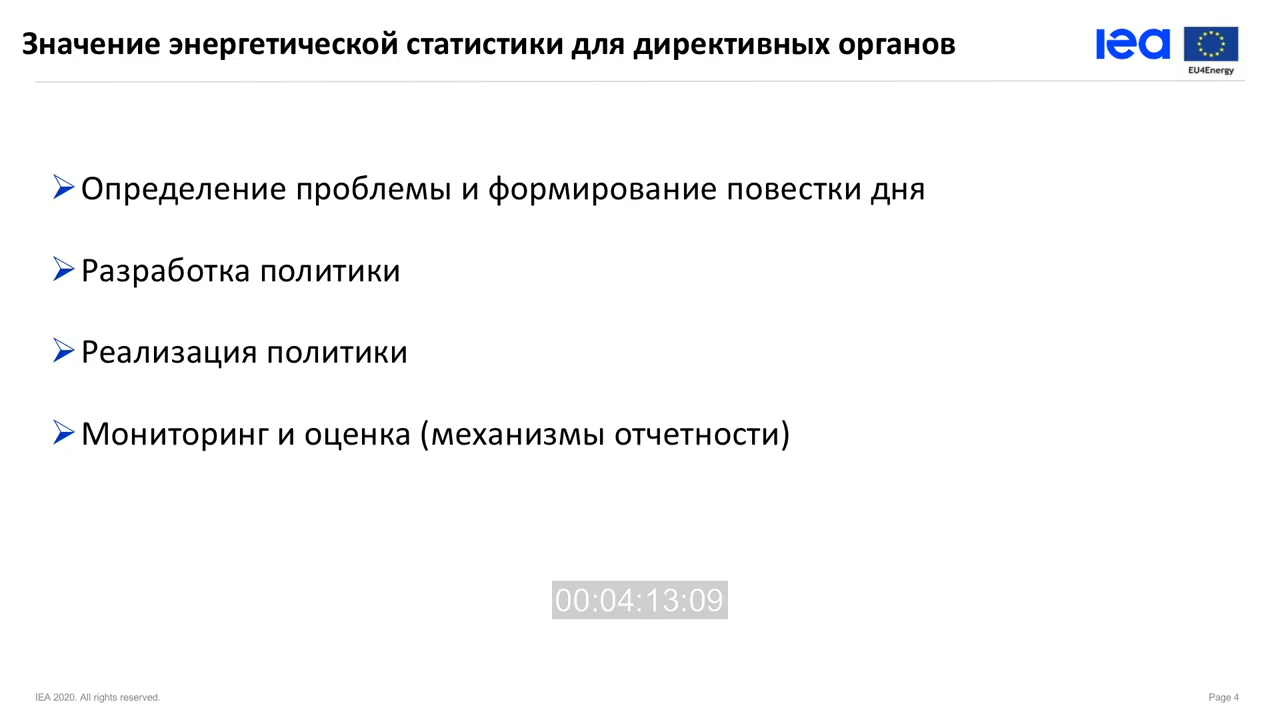 Значение энергетической статистики для директивных органов
iea
EU4Energy
Определение проблемы и формирование повестки дня
Разработка политики
Реализация политики
Мониторинг и оценка (механизмы отчетности)
00:04:13:09
IEA 2020. All rights reserved.
Page 4